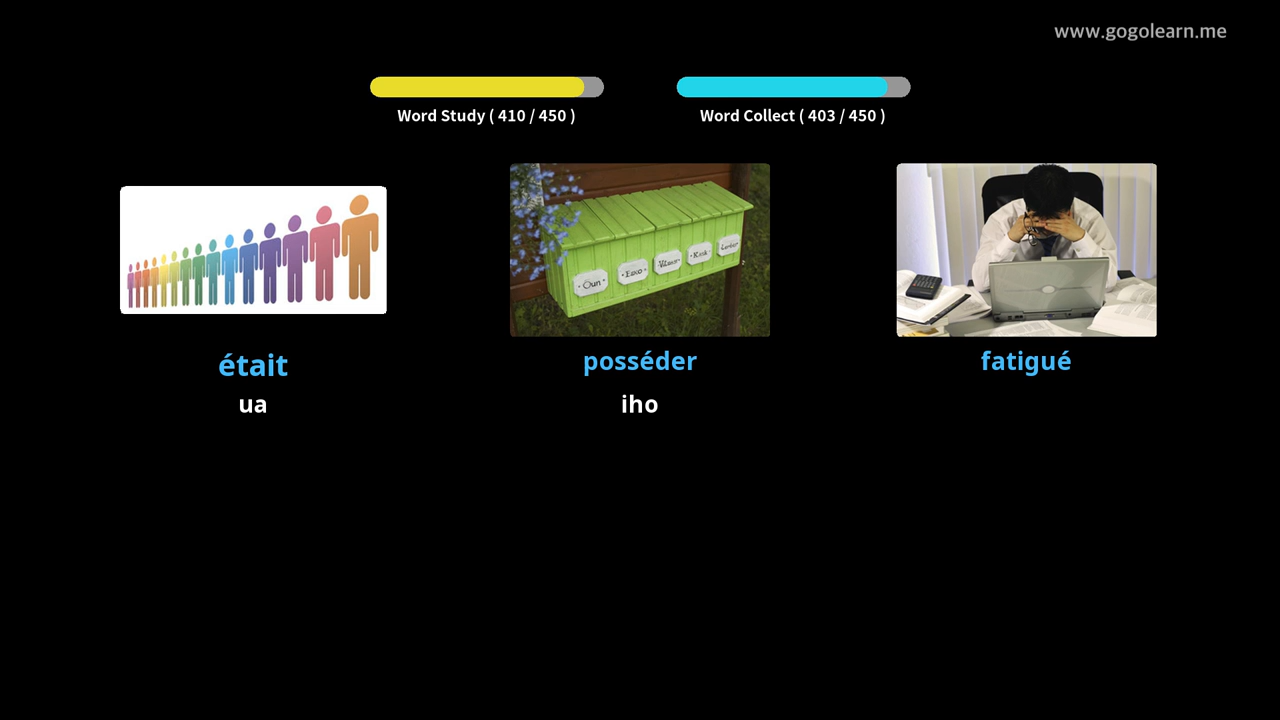 www.gogolearn.me
Word Study ( 410 / 450 )
Word Collect ( 403 / 450 )
était
posséder
fatigué
ua
iho